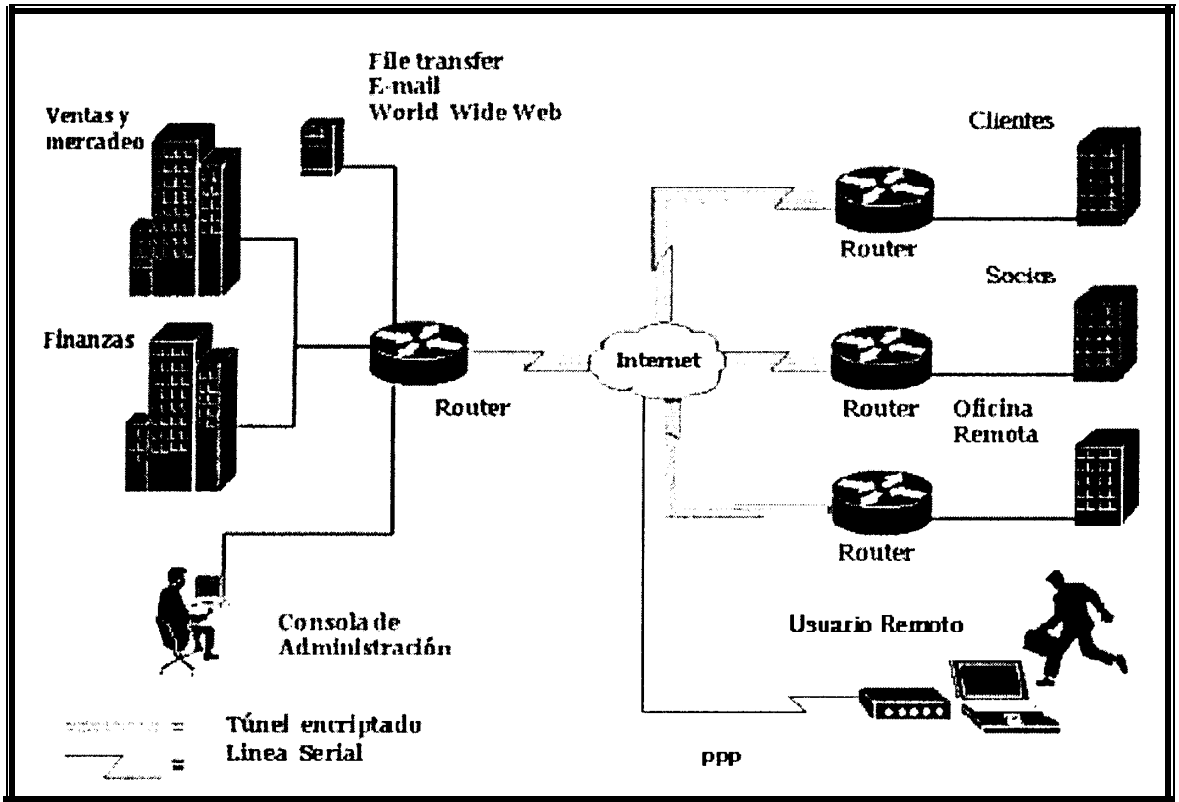 File transfer
E-mail
World Wide Web
Ventas y
mercadeo
Clientes
Router
Socios
Finanzas
Internet
Router
Router
Oficina
Remota
Router
Consola de
Administración
Usuario Remoto
= Túnel encriptado
= Linea Serial
PPP